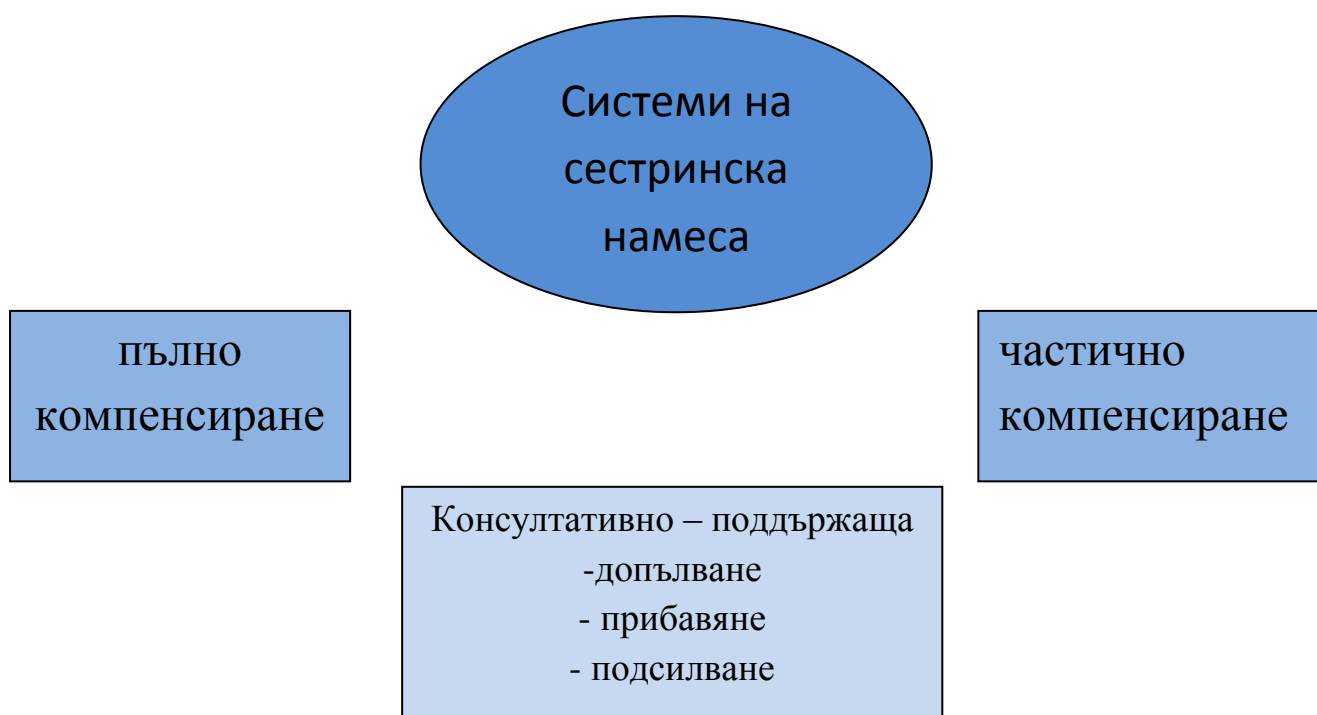 Системи на
сестринска
намеса
пълно
компенсиране
частично
компенсиране
Консултативно – поддържаща
-допълване
- прибавяне
- подсилване